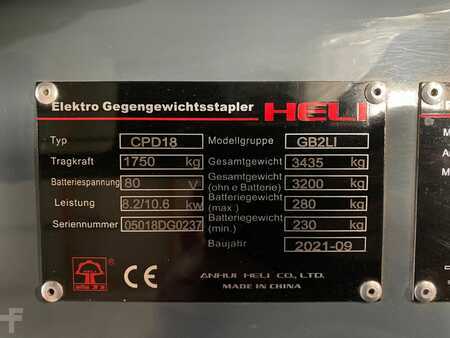 Elektro Gegengewichtsstapler HELI
Typ CPD18 Modellgruppe GB2LI
Tragkraft 1750 kg Gesamtgewicht 3435 kg
Batteriespannung 80 V Gesamtgewicht (ohn e Batterie) 3200 kg
Leistung 8.2/10.6 kw Batteriegewicht (max.) 280 kg
Seriennummer 05018DG0237 Batteriegewicht (min.) 230 kg
Baujahr 2021-09
HELI
CE ANHUI HELI CO., LTD.
MADE IN CHINA